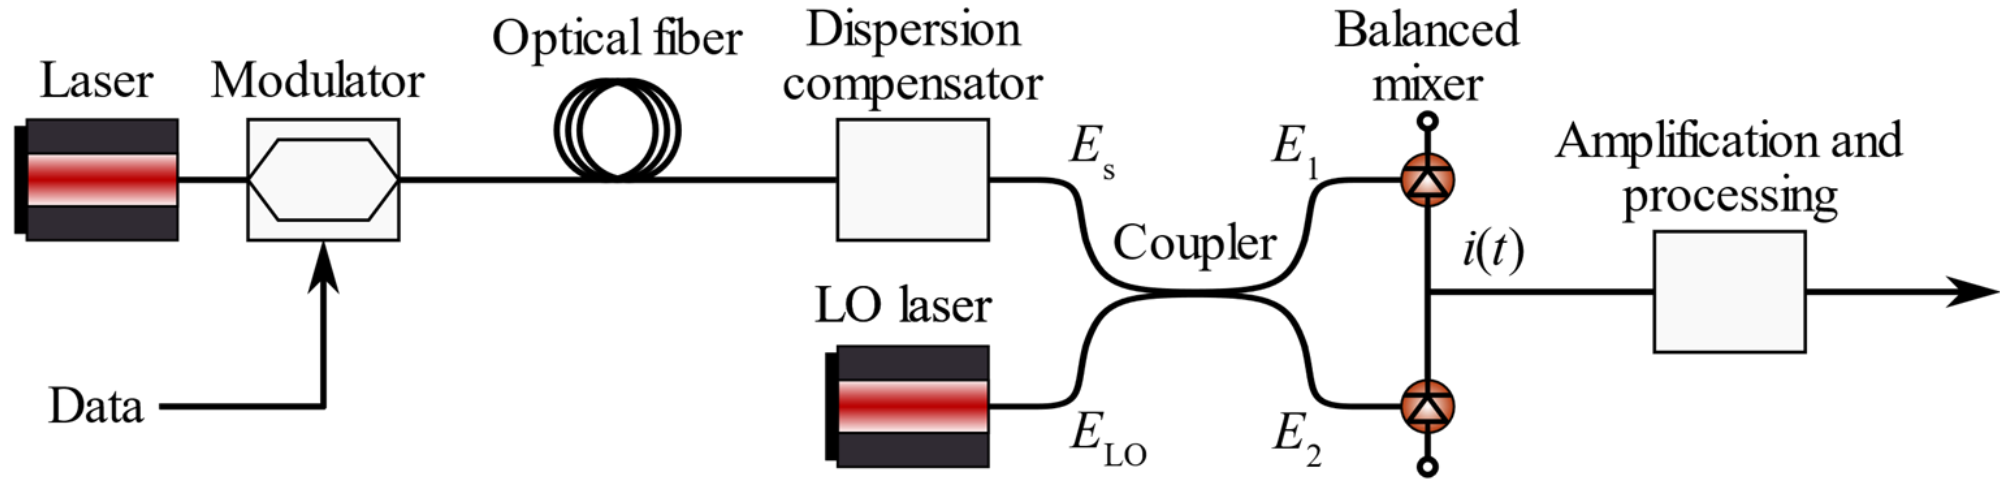 Laser
Modulator
Optical fiber
Dispersion
compensator
Balanced
mixer
Amplification and
processing
Es
E1
Coupler
i(t)
LO laser
Data
ELO
E2